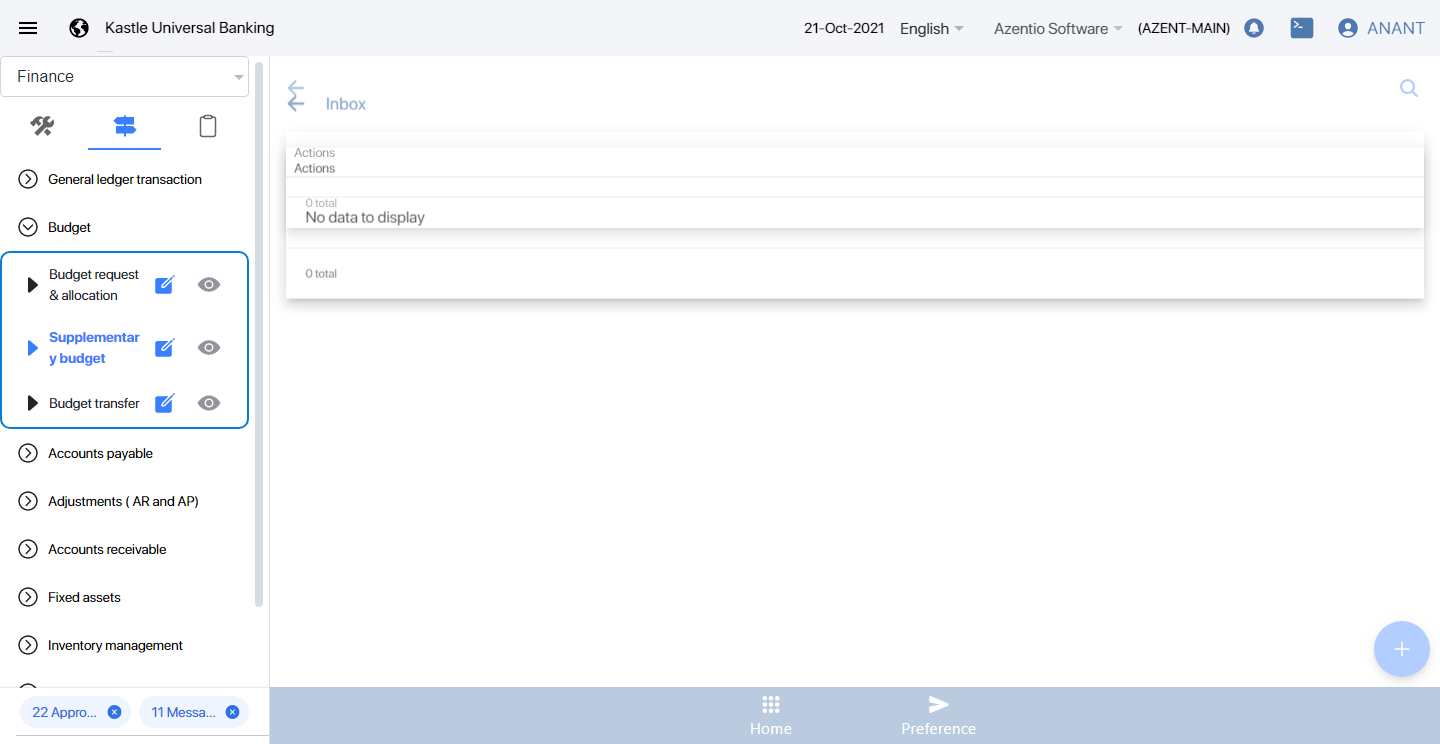 Kastle Universal Banking
21-Oct-2021
English
Azentio Software
(AZENT-MAIN)
ANANT
Finance
General ledger transaction
Budget
Budget request
& allocation
Supplementar
y budget
Budget transfer
Accounts payable
Adjustments ( AR and AP)
Accounts receivable
Fixed assets
Inventory management
22 Appro...
11 Messa...
Inbox
Actions
Actions
0 total
No data to display
0 total
Home
Preference